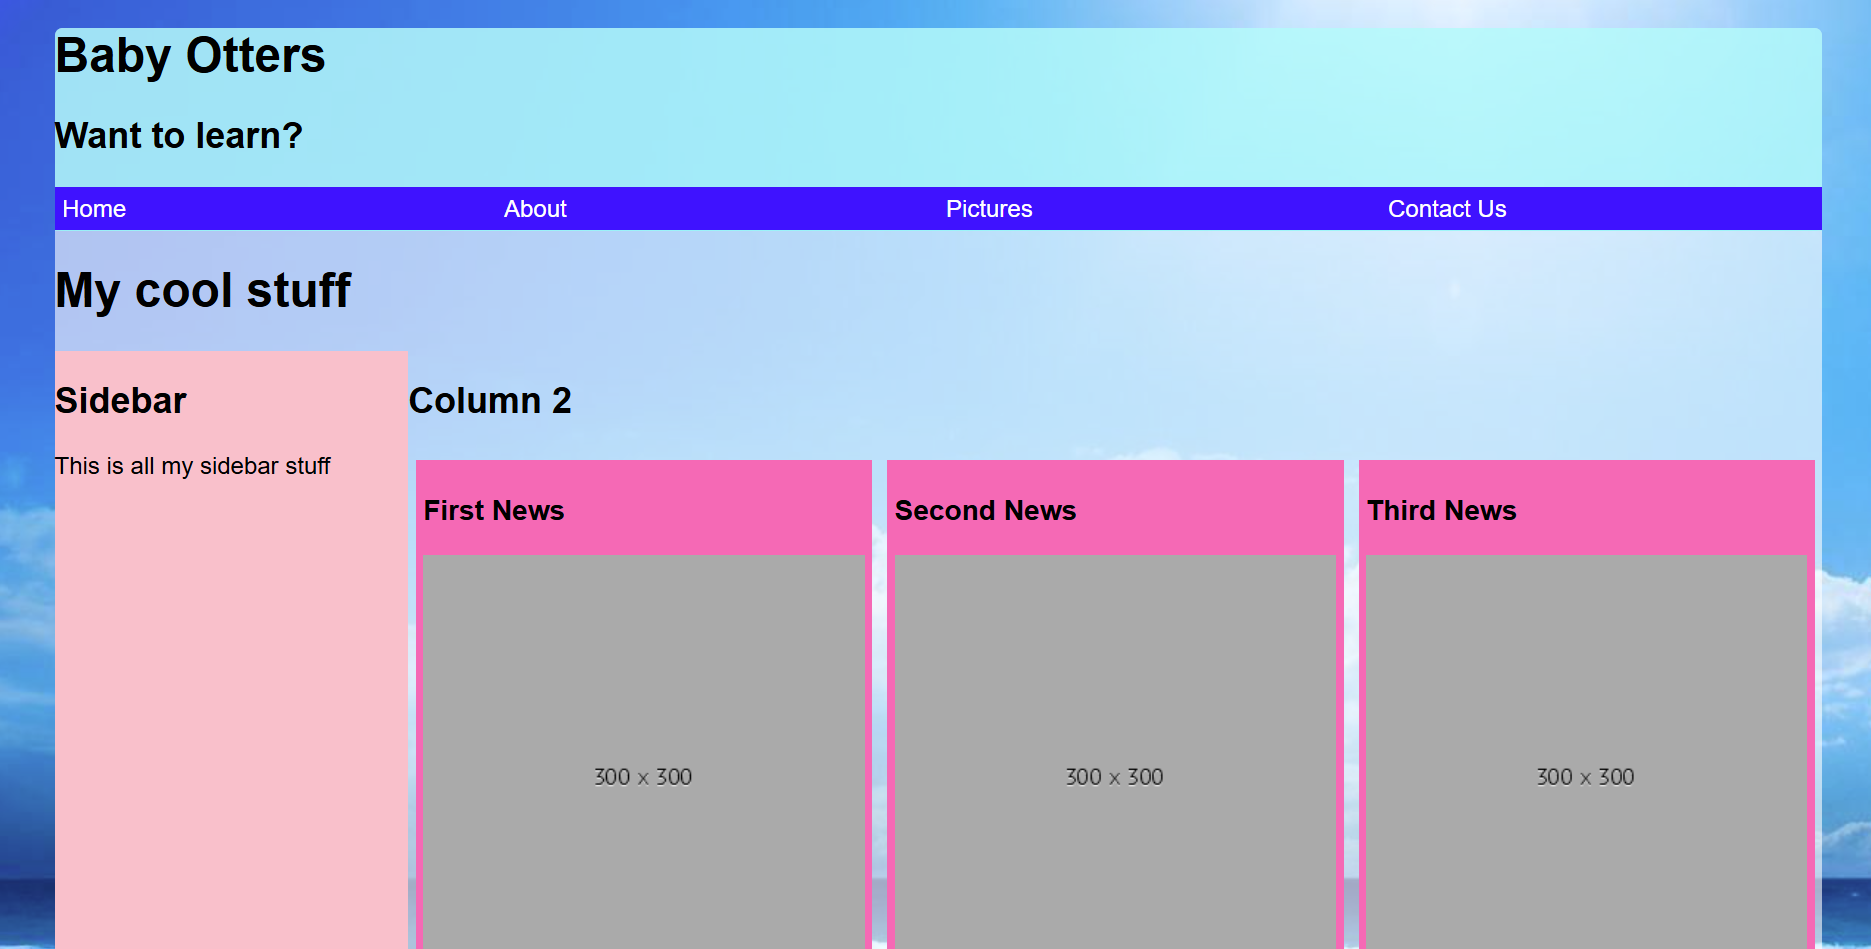 Baby Otters
Want to learn?
Home About Pictures Contact Us
My cool stuff
Sidebar
This is all my sidebar stuff
Column 2
First News
300 x 300
Second News
300 x 300
Third News
300 x 300